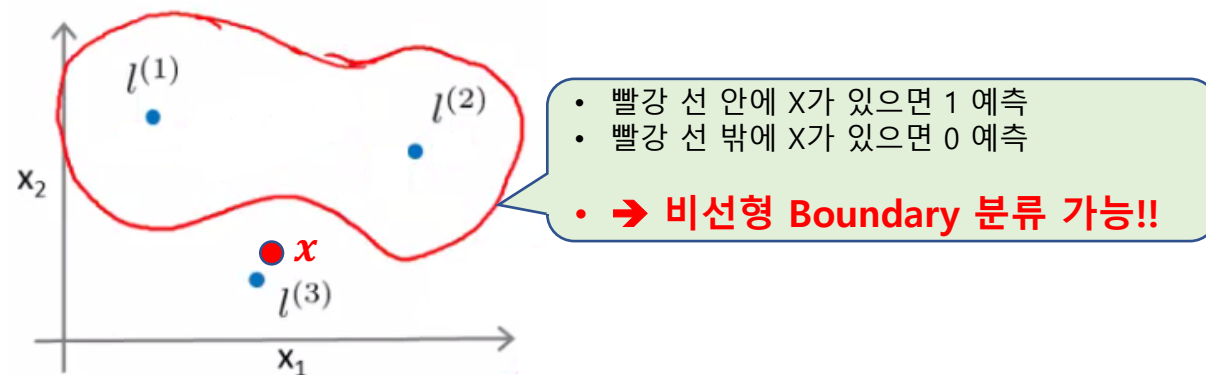 l⁽¹⁾
l⁽²⁾
x₂
x
l⁽³⁾
x₁
• 빨강 선 안에 X가 있으면 1 예측
• 빨강 선 밖에 X가 있으면 0 예측
• ➔ 비선형 Boundary 분류 가능!!